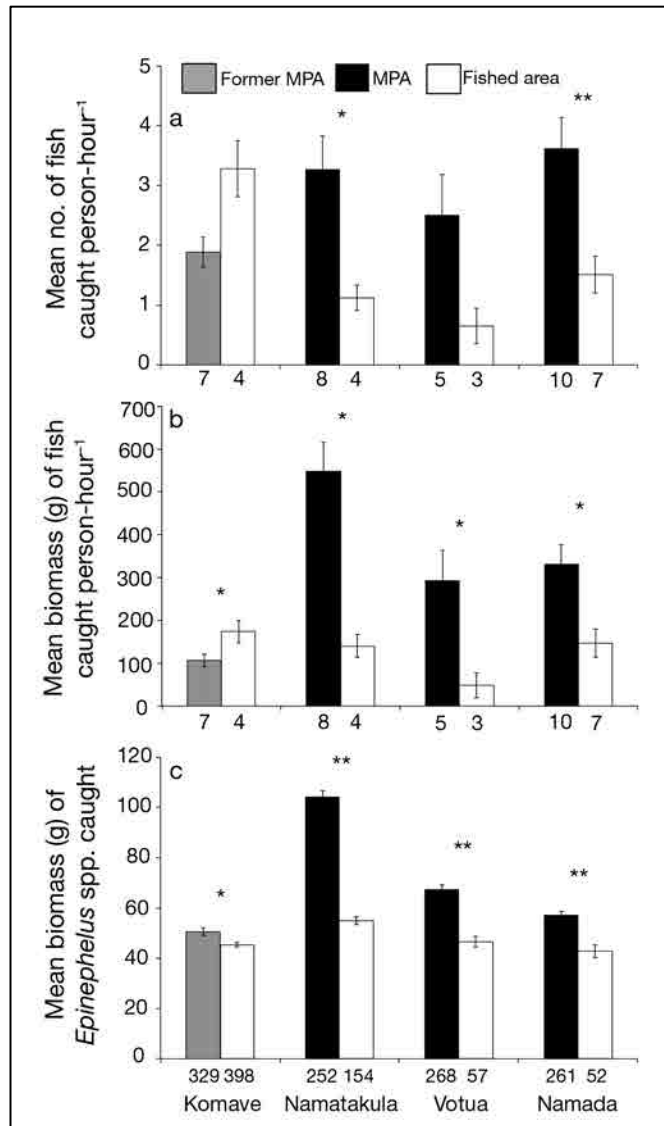 Former MPA MPA Fished area
a
Mean no. of fish
caught person-hour⁻¹
5
4
3
2
1
0
* **
7 4 8 4 5 3 10 7
b
Mean biomass (g) of fish
caught person-hour⁻¹
700
600
500
400
300
200
100
0
* * * *
7 4 8 4 5 3 10 7
c
Mean biomass (g) of
Epinephelus spp. caught
120
100
80
60
40
20
0
* ** ** **
329 398 252 154 268 57 261 52
Komave Namatakula Votua Namada